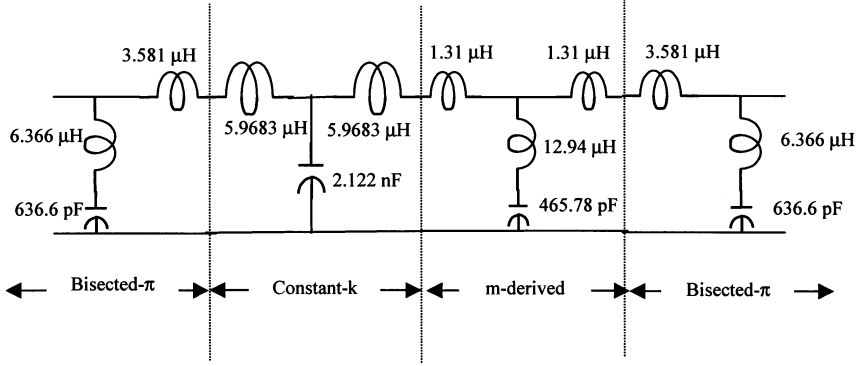 3.581 μH
1.31 μH
1.31 μH
3.581 μH
5.9683 μH
5.9683 μH
6.366 μH
12.94 μH
6.366 μH
2.122 nF
636.6 pF
465.78 pF
636.6 pF
Bisected-π
Constant-k
m-derived
Bisected-π